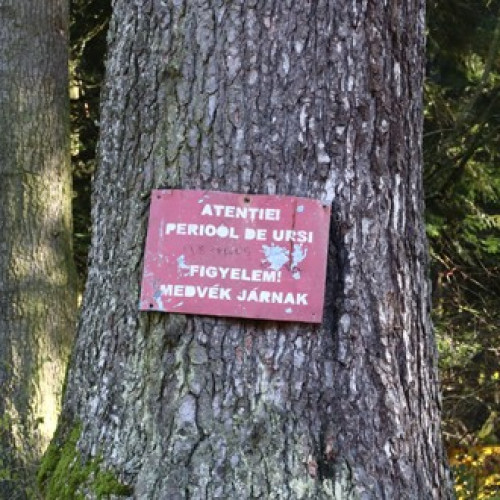 ATENȚIE!
PERICOL DE URSI
FIGYELEM!
MEDVÉK JÁRNAK